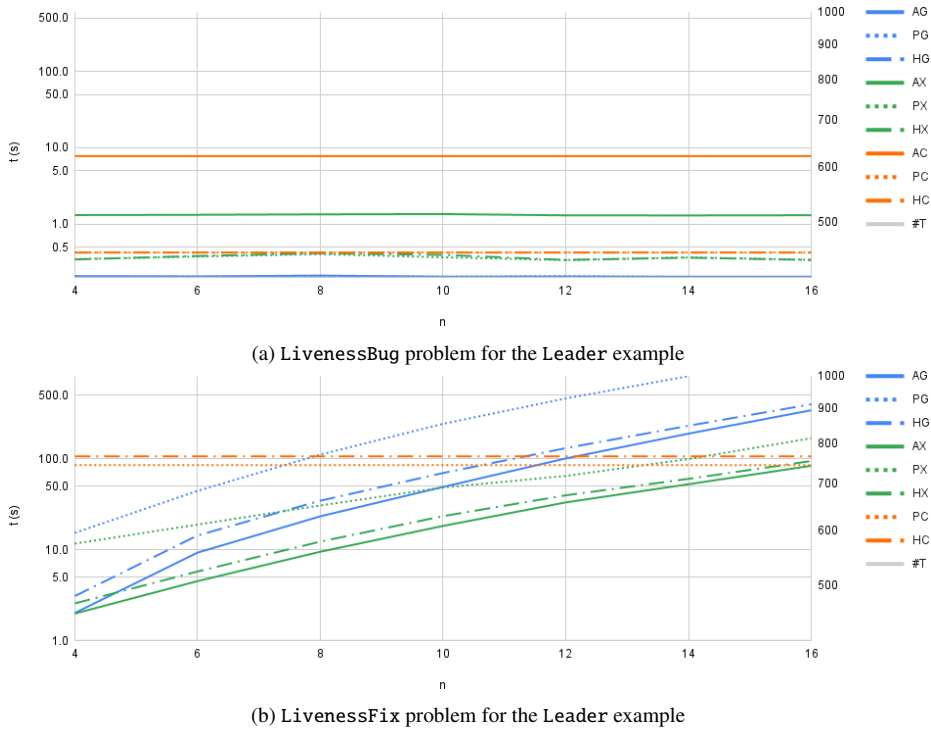 500.0
100.0
50.0
10.0
5.0
1.0
0.5
t (s)
4 6 8 10 12 14 16
n
1000
900
800
700
600
500
AG
PG
HG
AX
PX
HX
AC
PC
HC
#T
(a) LivenessBug problem for the Leader example
500.0
100.0
50.0
10.0
5.0
1.0
t (s)
4 6 8 10 12 14 16
n
1000
900
800
700
600
500
AG
PG
HG
AX
PX
HX
PC
HC
#T
(b) LivenessFix problem for the Leader example